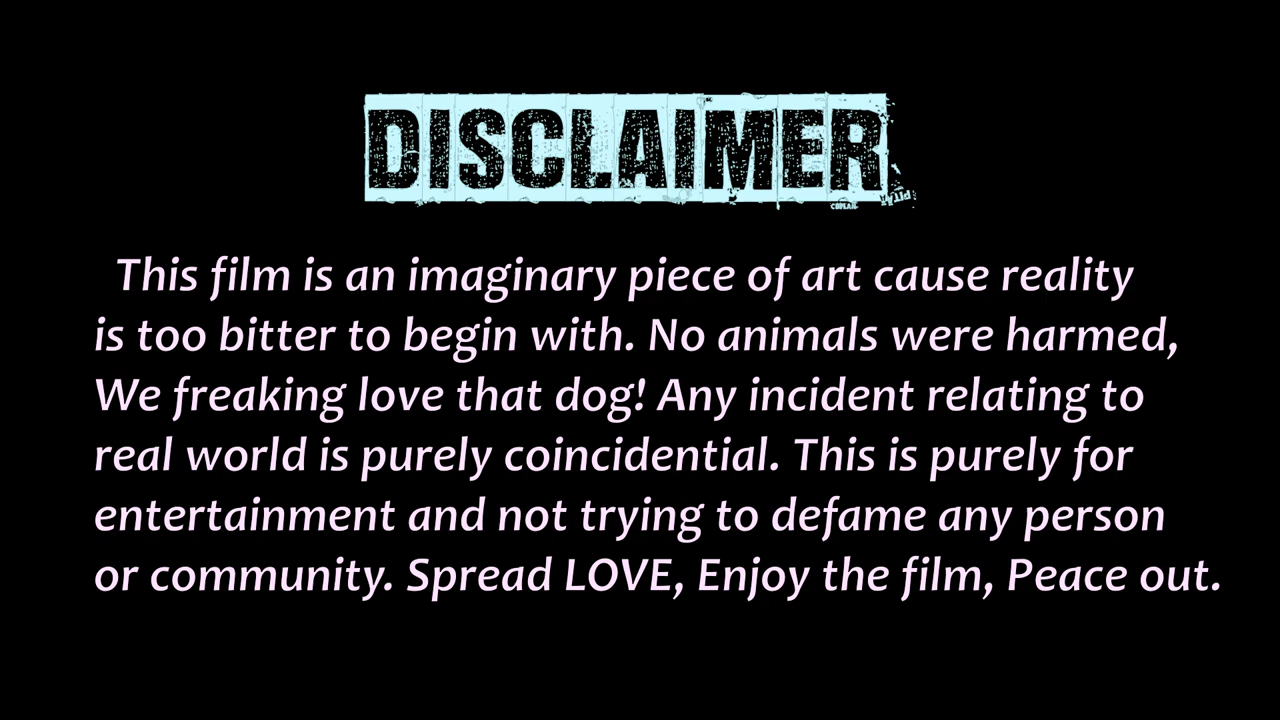 DISCLAIMER
This film is an imaginary piece of art cause reality
is too bitter to begin with. No animals were harmed,
We freaking love that dog! Any incident relating to
real world is purely coincidential. This is purely for
entertainment and not trying to defame any person
or community. Spread LOVE, Enjoy the film, Peace out.